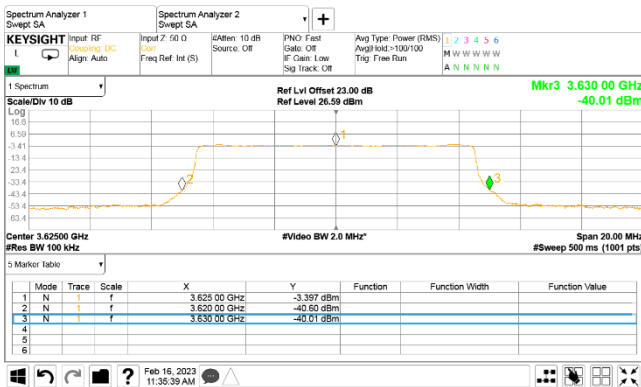 Spectrum Analyzer 1
Swept SA
Spectrum Analyzer 2
Swept SA
KEYSIGHT
L
Input: RF
Coupling: DC
Align: Auto
Input Z: 50 Ω
Corr
Freq Ref: Int (S)
#Atten: 10 dB
Source: Off
PNO: Fast
Gate: Off
IF Gain: Low
Sig Track: Off
Avg Type: Power (RMS)
Avg|Hold:>100/100
Trig: Free Run
1 2 3 4 5 6
M W W W W W
A N N N N N
1 Spectrum
Scale/Div 10 dB
Ref Lvl Offset 23.00 dB
Ref Level 26.59 dBm
Mkr3 3.630 00 GHz
-40.01 dBm
Log
16.6
6.59
-3.41
-13.4
-23.4
-33.4
-43.4
-53.4
-63.4
1
2
3
Center 3.62500 GHz
#Res BW 100 kHz
#Video BW 2.0 MHz*
Span 20.00 MHz
#Sweep 500 ms (1001 pts)
5 Marker Table
Mode Trace Scale X Y Function Function Width Function Value
1 N 1 f 3.625 00 GHz -3.397 dBm
2 N 1 f 3.620 00 GHz -40.60 dBm
3 N 1 f 3.630 00 GHz -40.01 dBm
4
5
6
Feb 16, 2023
11:35:39 AM